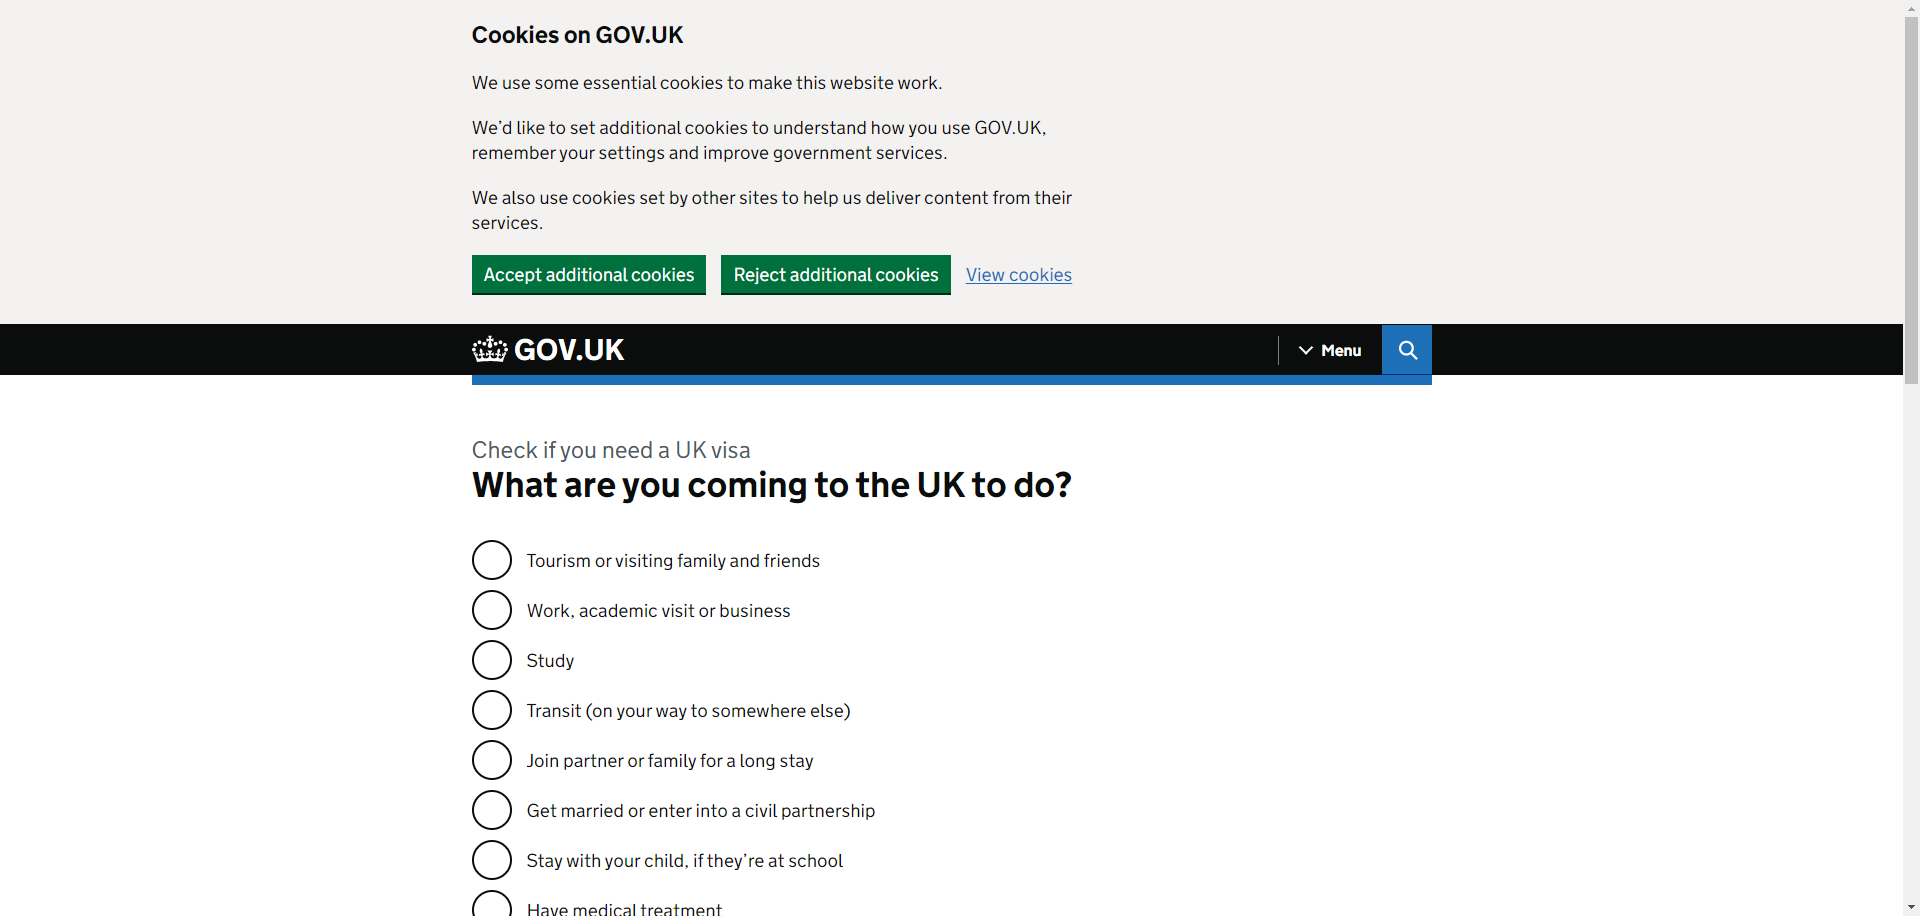 Cookies on GOV.UK
We use some essential cookies to make this website work.
We’d like to set additional cookies to understand how you use GOV.UK,
remember your settings and improve government services.
We also use cookies set by other sites to help us deliver content from their
services.
Accept additional cookies Reject additional cookies View cookies
GOV.UK Menu
Check if you need a UK visa
What are you coming to the UK to do?
Tourism or visiting family and friends
Work, academic visit or business
Study
Transit (on your way to somewhere else)
Join partner or family for a long stay
Get married or enter into a civil partnership
Stay with your child, if they’re at school
Have medical treatment